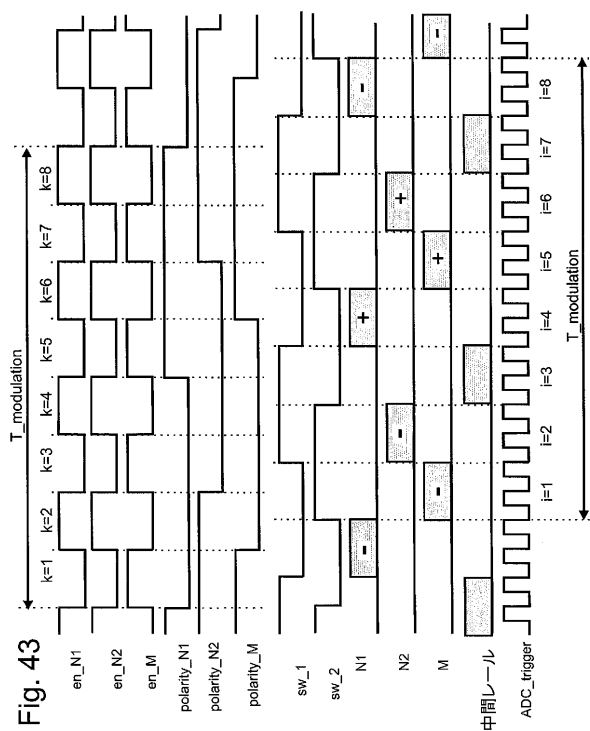 Fig. 43
T_modulation
k=1 k=2 k=3 k=4 k=5 k=6 k=7 k=8
en_N1
en_N2
en_M
polarity_N1
polarity_N2
polarity_M
sw_1
sw_2
N1 - + -
N2 - +
M - + -
中間レール
ADC_trigger
i=1 i=2 i=3 i=4 i=5 i=6 i=7 i=8
T_modulation